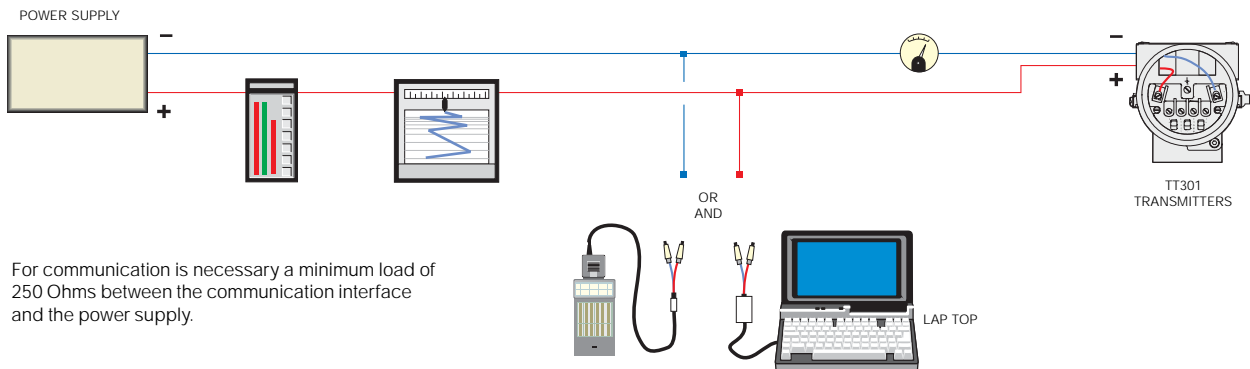 POWER SUPPLY
−
+
−
+
TT301
TRANSMITTERS
OR
AND
For communication is necessary a minimum load of
250 Ohms between the communication interface
and the power supply.
LAP TOP